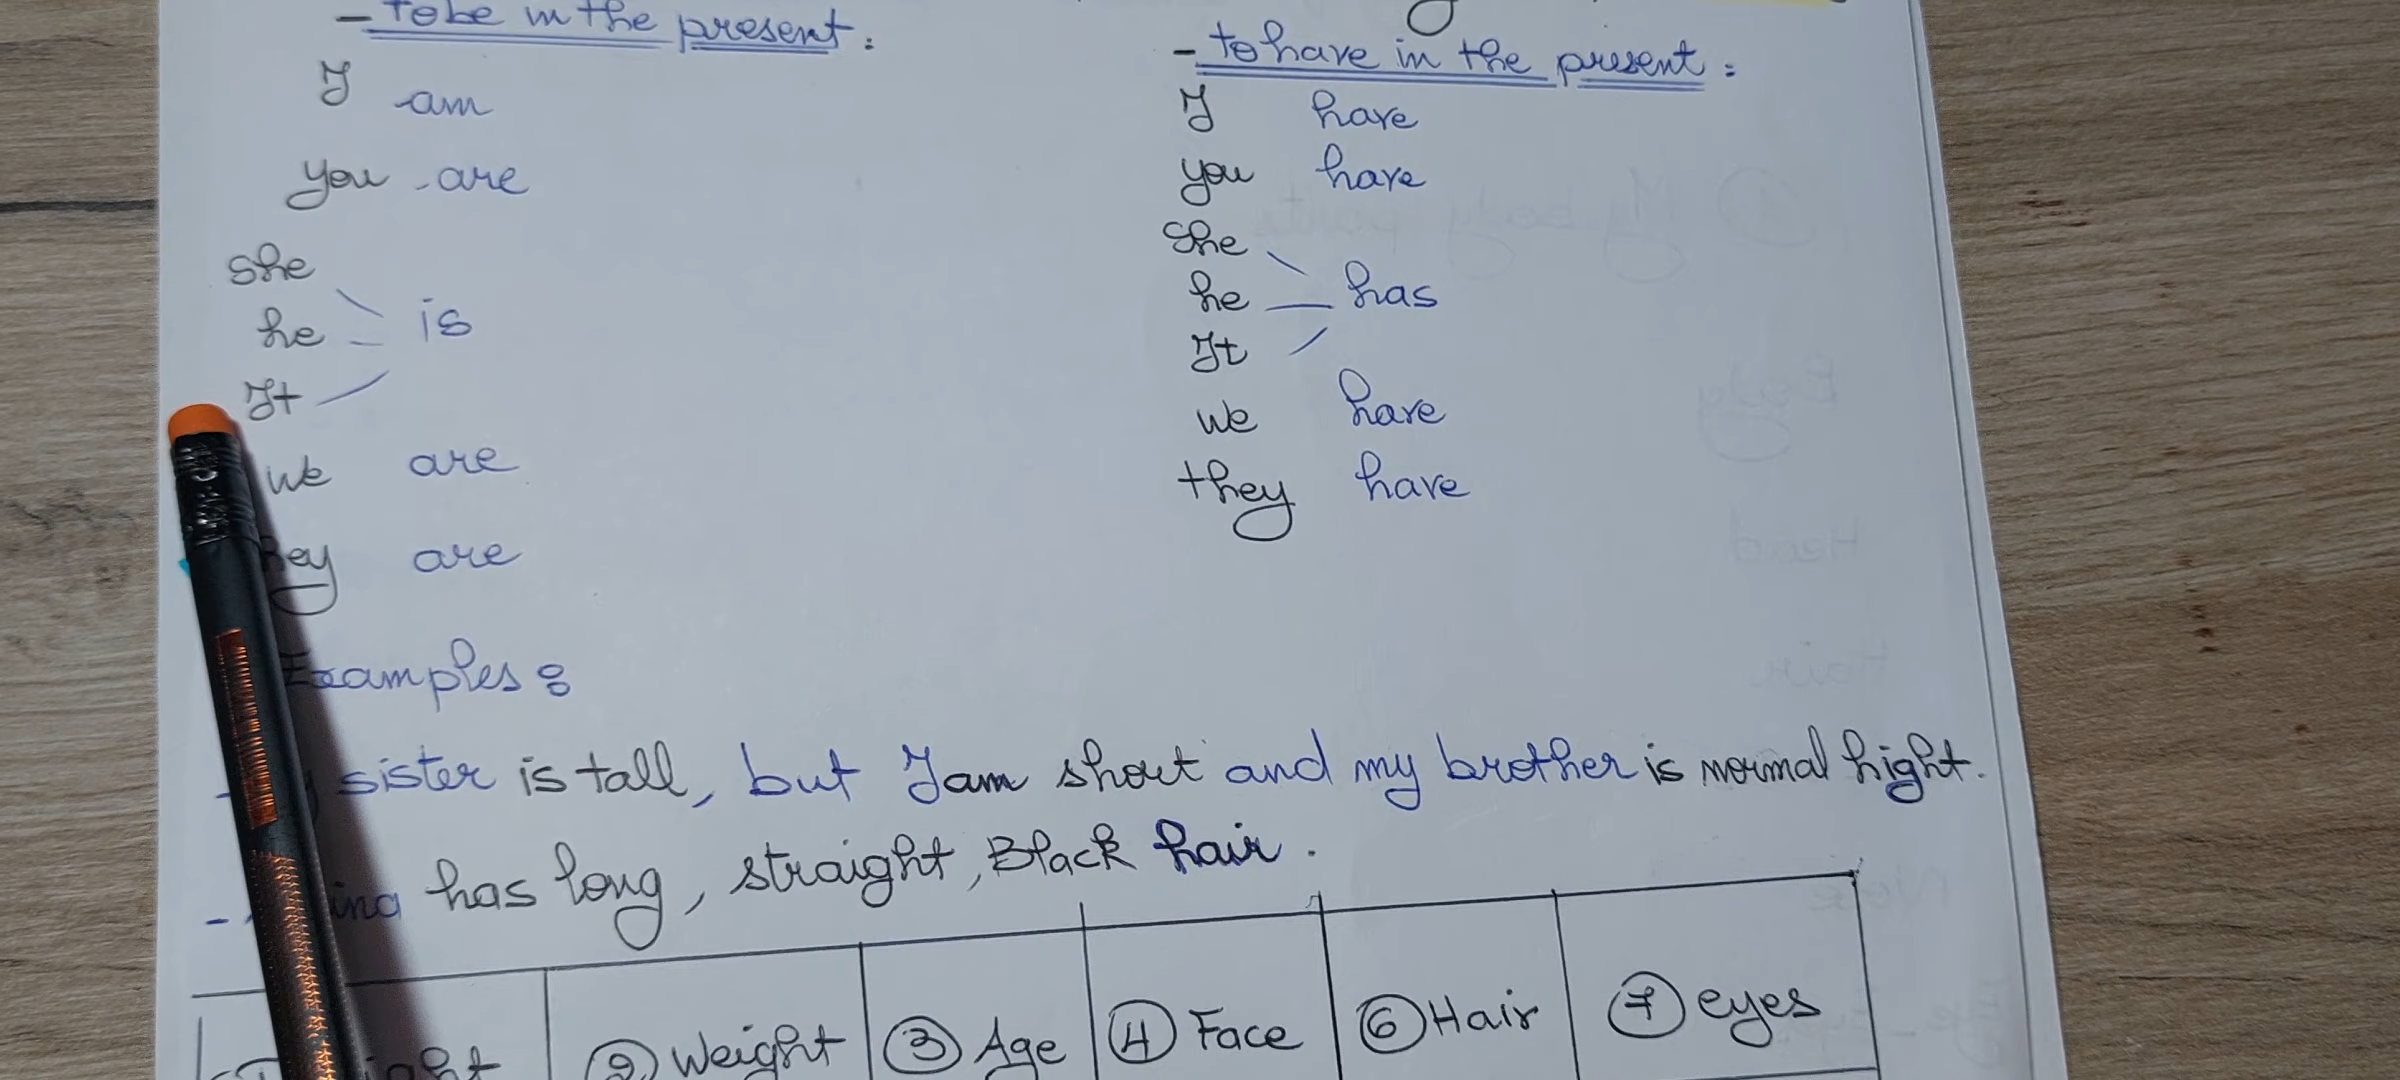 - To be in the present :
I am
you are
she
he is
It
we are
are
Examples :
sister is tall, but I am short and my brother is normal hight.
has long, straight, Black hair .
- to have in the present :
I have
you have
she
he has
It
we have
they have
② Weight ③ Age ④ Face ⑥ Hair ⑦ eyes